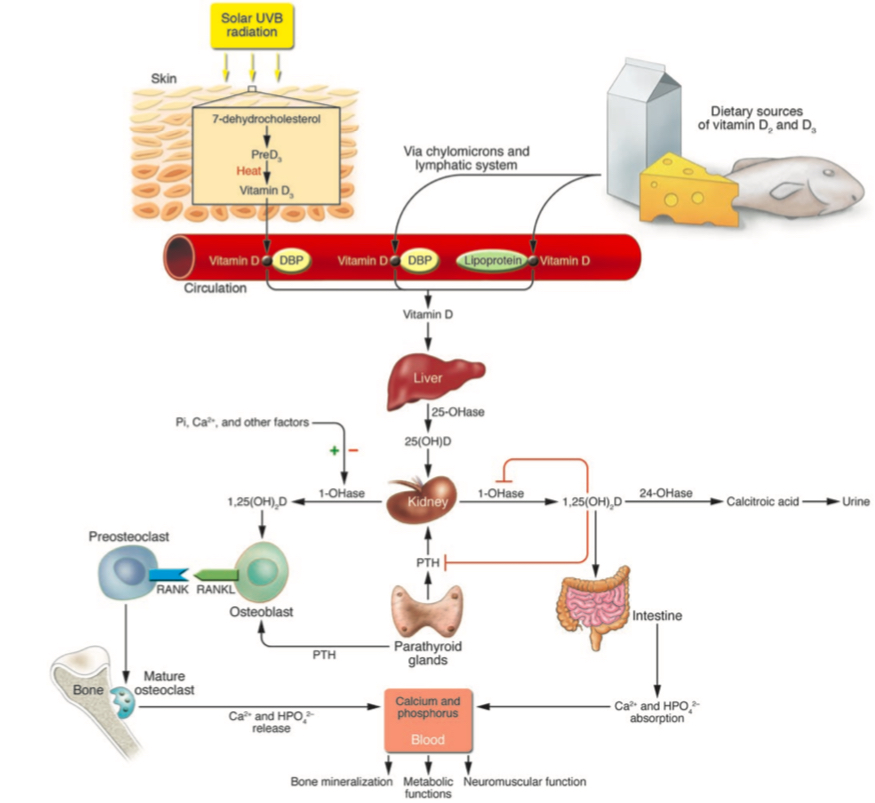 Solar UVB
radiation
Skin
7-dehydrocholesterol
PreD₃
Heat
Vitamin D₃
Via chylomicrons and
lymphatic system
Dietary sources
of vitamin D₂ and D₃
Vitamin D
DBP
Vitamin D
DBP
Lipoprotein
Vitamin D
Circulation
Vitamin D
Liver
25-OHase
Pi, Ca²⁺, and other factors
25(OH)D
+ −
1,25(OH)₂D
1-OHase
Kidney
1-OHase
1,25(OH)₂D
24-OHase
Calcitroic acid
Urine
Preosteoclast
PTH
RANK
RANKL
Osteoblast
Intestine
Parathyroid
glands
PTH
Bone
Mature
osteoclast
Ca²⁺ and HPO₄²⁻
release
Calcium and
phosphorus
Blood
Ca²⁺ and HPO₄²⁻
absorption
Bone mineralization
Metabolic
functions
Neuromuscular function